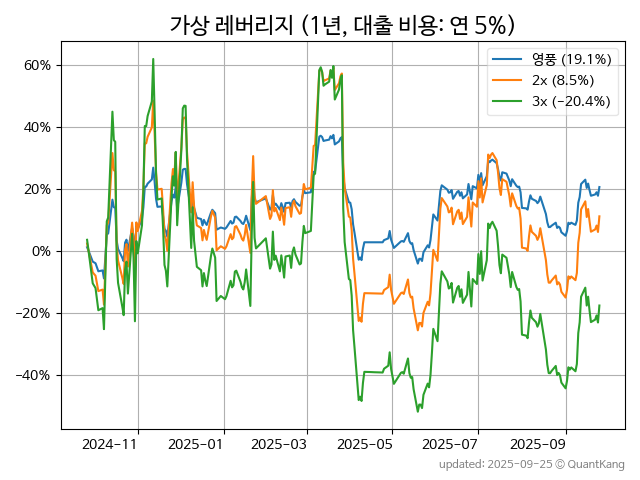 가상 레버리지 (1년, 대출 비용: 연 5%)
영풍 (19.1%)
2x (8.5%)
3x (−20.4%)
60%
40%
20%
0%
−20%
−40%
2024-11
2025-01
2025-03
2025-05
2025-07
2025-09
updated: 2025-09-25 © QuantKang